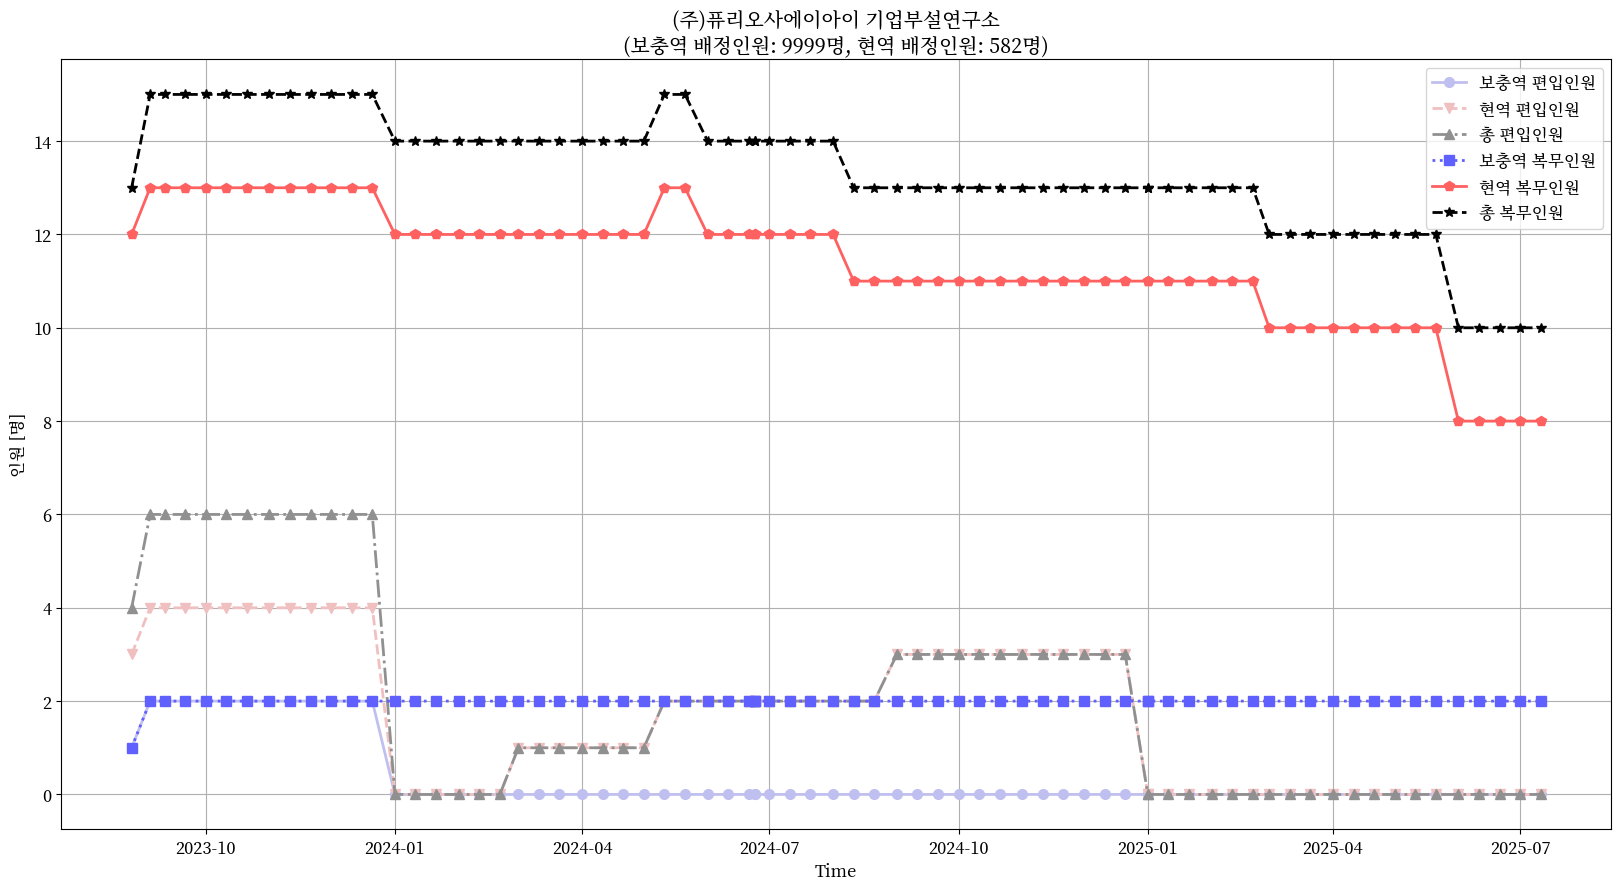 (주)퓨리오사에이아이 기업부설연구소
(보충역 배정인원: 9999명, 현역 배정인원: 582명)
보충역 편입인원
현역 편입인원
총 편입인원
보충역 복무인원
현역 복무인원
총 복무인원
인원 [명]
14
12
10
8
6
4
2
0
2023-10
2024-01
2024-04
2024-07
2024-10
2025-01
2025-04
2025-07
Time